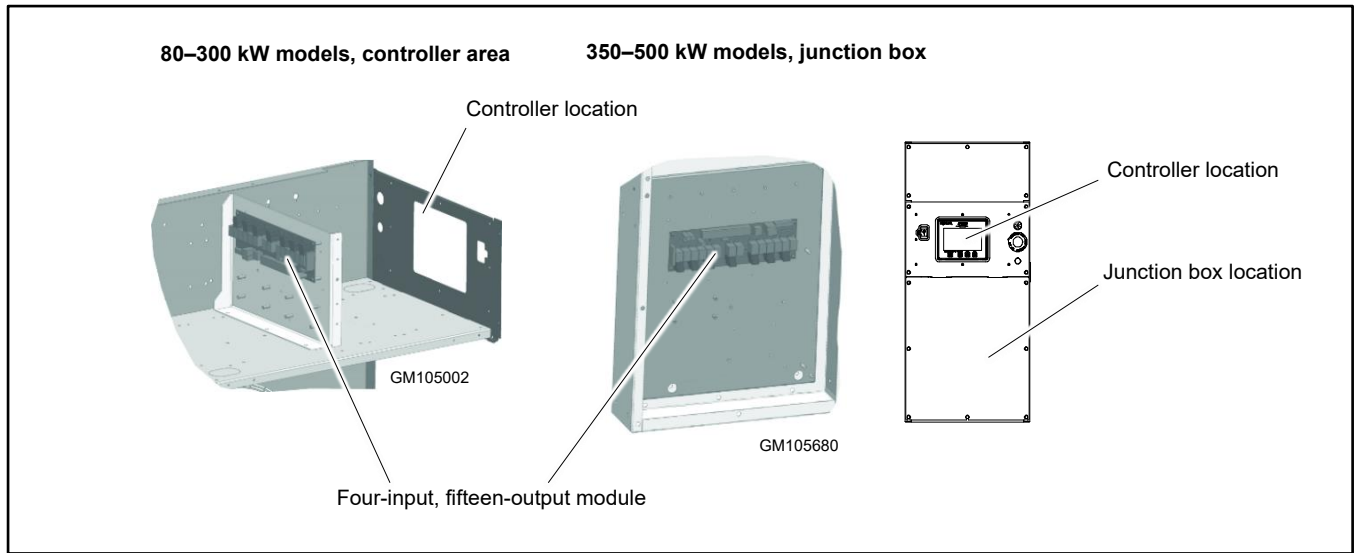 80–300 kW models, controller area
350–500 kW models, junction box
Controller location
Controller location
Junction box location
GM105002
GM105680
Four-input, fifteen-output module